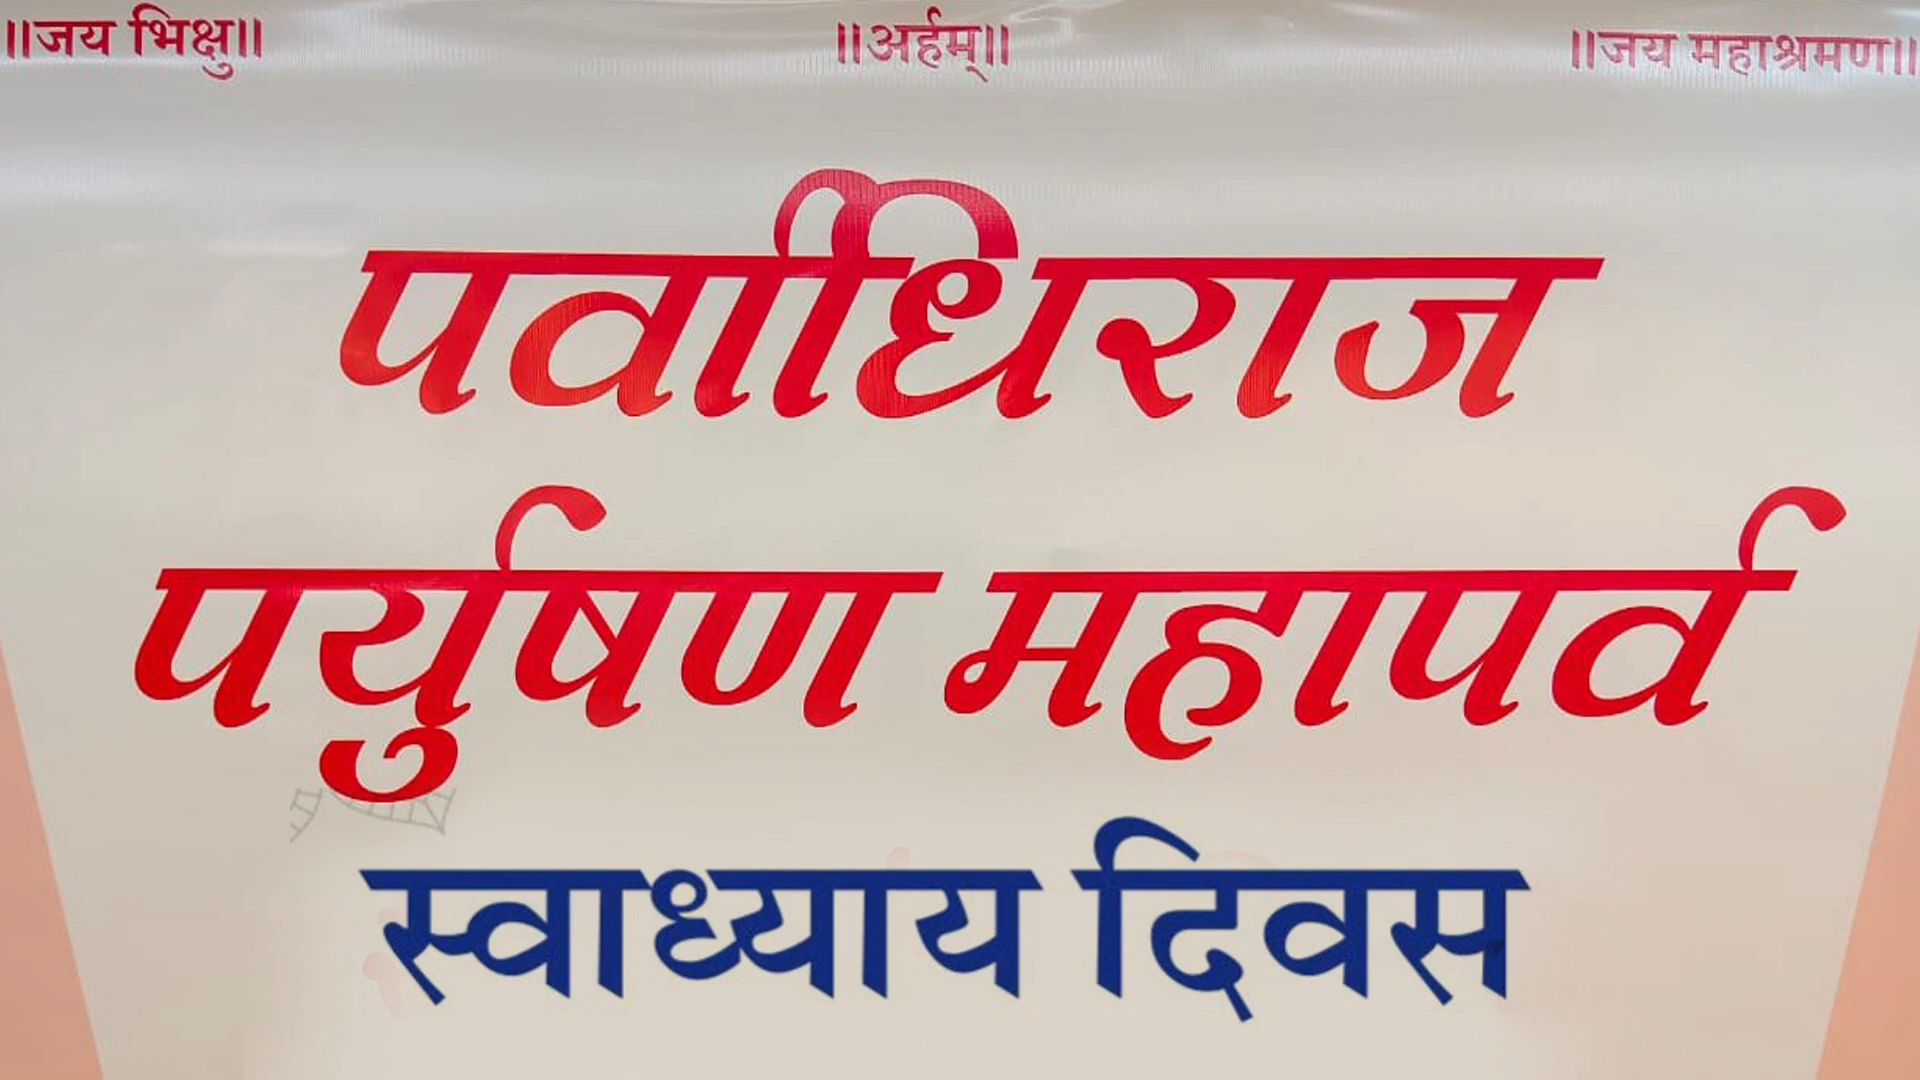 ॥जय भिक्षु॥ ॥अर्हम्॥ ॥जय महाश्रमण॥
पर्वाधिराज
पर्युषण महापर्व
स्वाध्याय दिवस